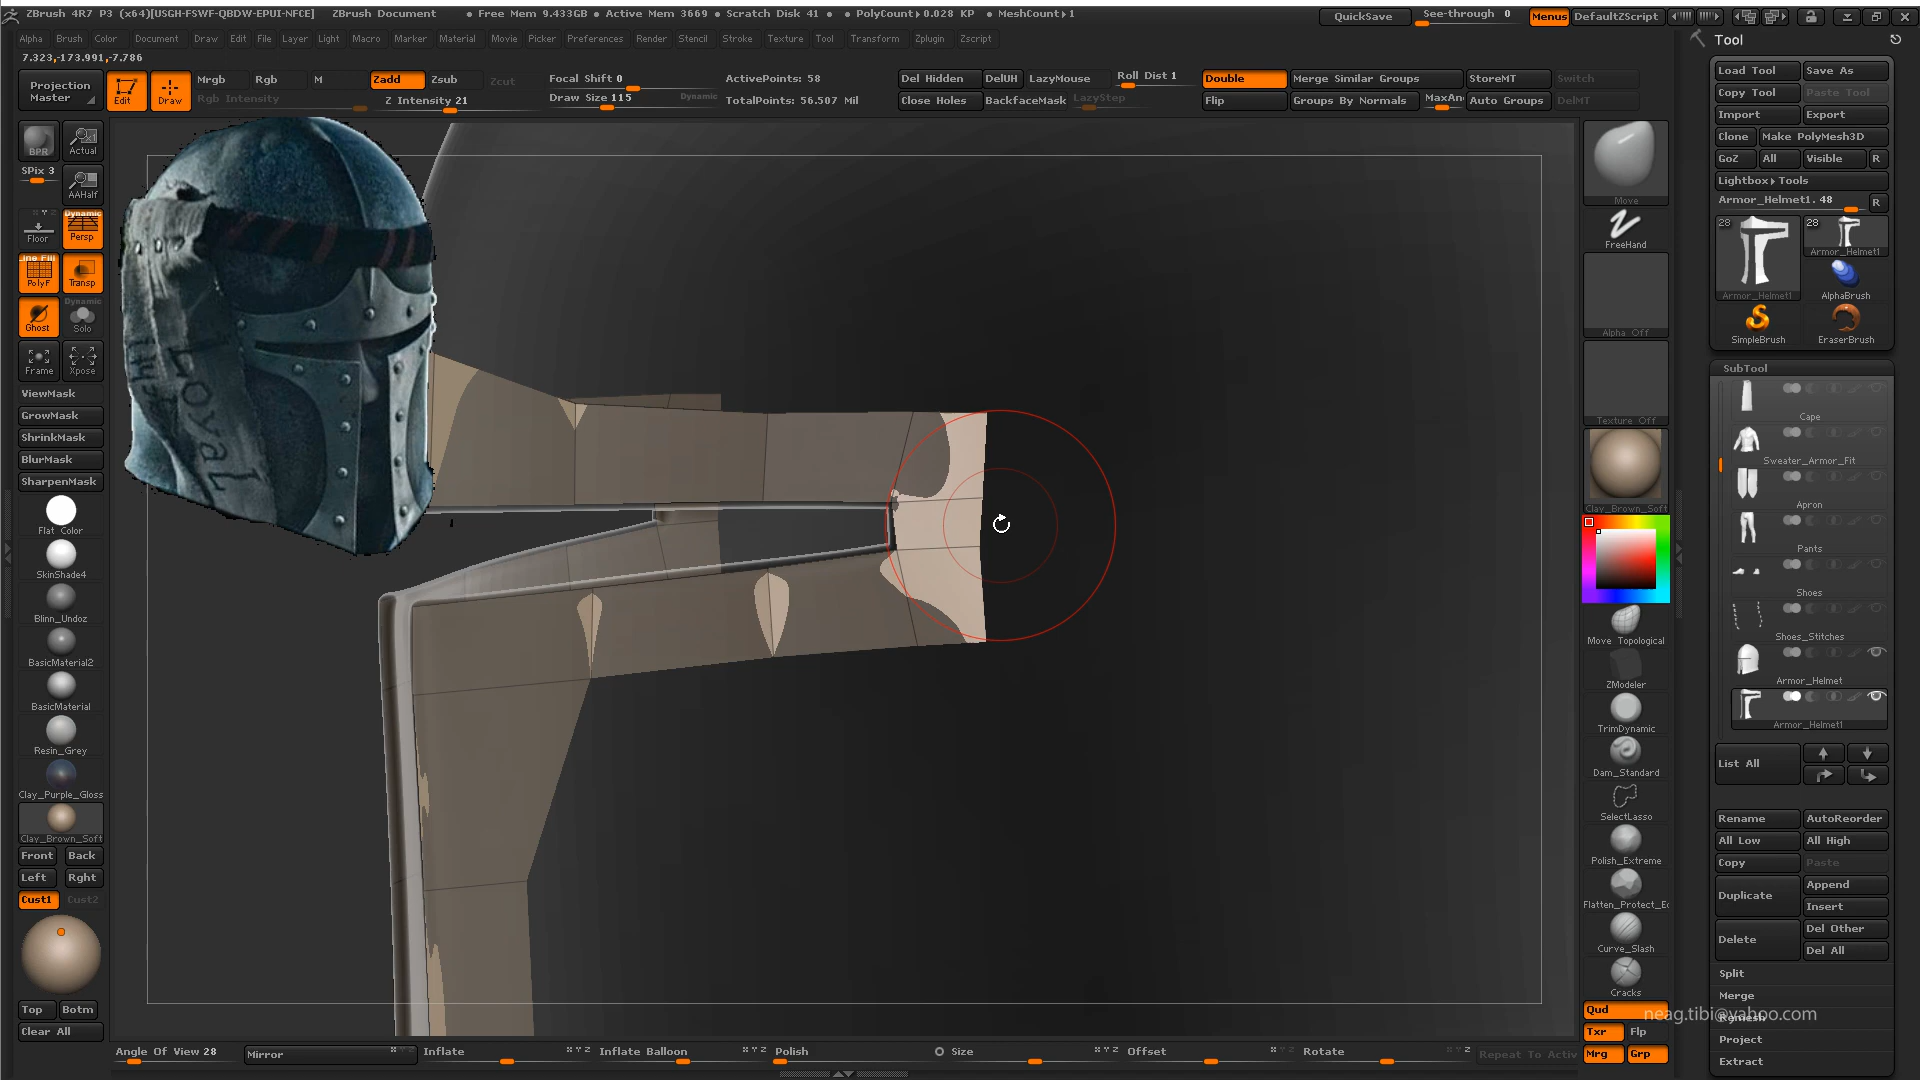 ZBrush 4R7 P3 (x64)[USGH-FSWF-QBDW-EPUI-NFCE] ZBrush Document • Free Mem 9.433GB • Active Mem 3669 • Scratch Disk 41 • • PolyCount▸0.028 KP • MeshCount▸1 QuickSave See-through 0 Menus DefaultZScript
Alpha Brush Color Document Draw Edit File Layer Light Macro Marker Material Movie Picker Preferences Render Stencil Stroke Texture Tool Transform Zplugin Zscript
7.323,-173.991,-7.786
Projection Master Edit Draw Mrgb Rgb M Zadd Zsub Zcut Focal Shift 0 ActivePoints: 58 Del Hidden DelUH LazyMouse Roll Dist 1 Double Merge Similar Groups StoreMT Switch
Rgb Intensity Z Intensity 21 Draw Size 115 Dynamic TotalPoints: 56.507 Mil Close Holes BackfaceMask LazyStep Flip Groups By Normals MaxAn Auto Groups DelMT
BPR Actual
SPix 3
AAHalf
Floor Dynamic Persp
Line Fill PolyF Transp
Ghost Dynamic Solo
Frame Xpose
ViewMask
GrowMask
ShrinkMask
BlurMask
SharpenMask
Flat Color
SkinShade4
Blinn_Undoz
BasicMaterial2
BasicMaterial
Resin_Grey
Clay_Purple_Gloss
Clay_Brown_Soft
Front Back
Left Rght
Cust1 Cust2
Top Botm
Clear All
Loyal
Angle Of View 28 Mirror Inflate Inflate Balloon Polish Size Offset Rotate Repeat To Activ
Move
FreeHand
Alpha Off
Texture Off
Clay_Brown_Soft
Move Topological
ZModeler
TrimDynamic
Dam_Standard
SelectLasso
Polish_Extreme
Flatten_Protect_Ec
Curve_Slash
Cracks
Qud
Txr Flp
Mrg Grp
Tool
Load Tool Save As
Copy Tool Paste Tool
Import Export
Clone Make PolyMesh3D
GoZ All Visible R
Lightbox▸Tools
Armor_Helmet1. 48 R
28 28
Armor_Helmet1
Armor_Helmet1 AlphaBrush
SimpleBrush EraserBrush
SubTool
Cape
Sweater_Armor_Fit
Apron
Pants
Shoes
Shoes_Stitches
Armor_Helmet
Armor_Helmet1
List All
Rename AutoReorder
All Low All High
Copy Paste
Duplicate Append
Insert
Delete Del Other
Del All
Split
Merge
neag.tibi@yahoo.com
Remesh
Project
Extract